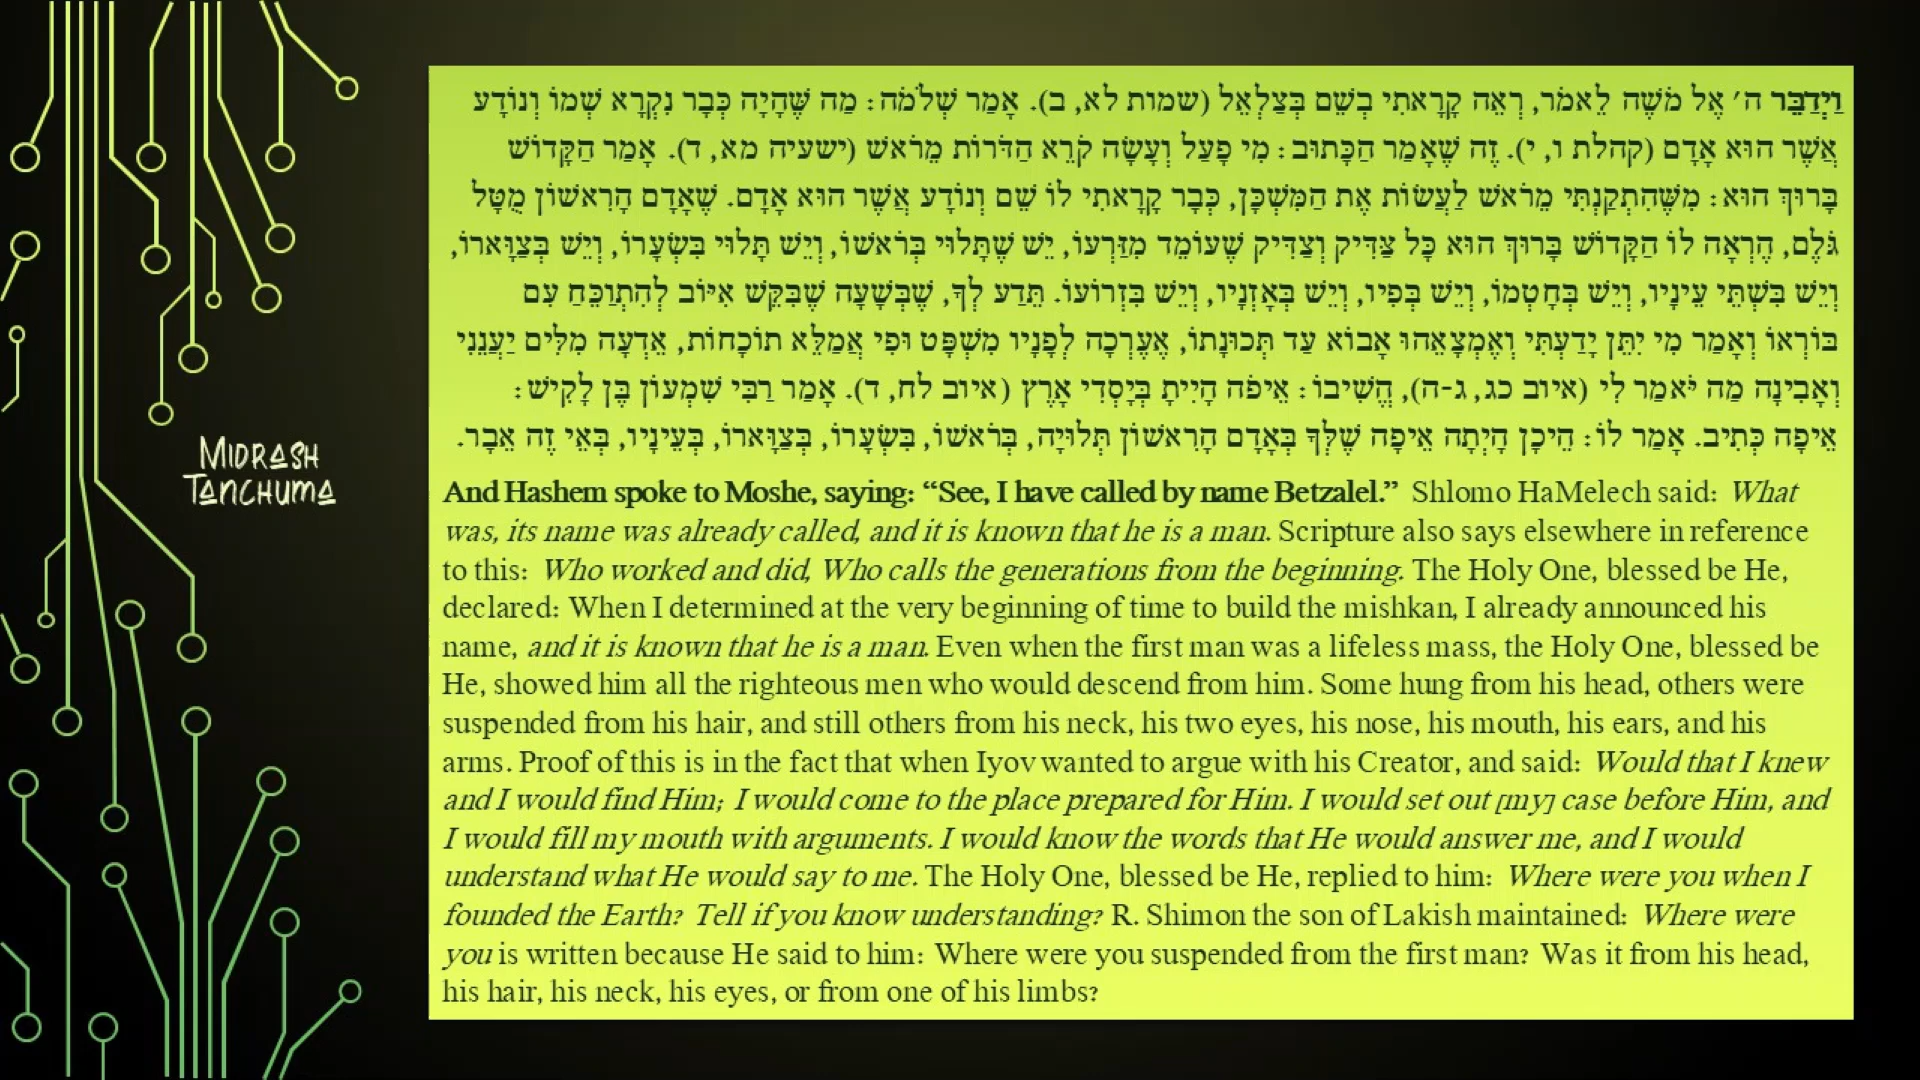 MIDRASH
TANCHUMA
וַיְדַבֵּר ה׳ אֶל מֹשֶׁה לֵּאמֹר, רְאֵה קָרָאתִי בְשֵׁם בְּצַלְאֵל (שמות לא, ב). אָמַר שְׁלֹמֹה: מַה שֶּׁהָיָה כְּבָר נִקְרָא שְׁמוֹ וְנוֹדָע
אֲשֶׁר הוּא אָדָם (קהלת ו, י). זֶה שֶׁאָמַר הַכָּתוּב: מִי פָעַל וְעָשָׂה קֹרֵא הַדֹּרוֹת מֵרֹאשׁ (ישעיה מא, ד). אָמַר הַקָּדוֹשׁ
בָּרוּךְ הוּא: מִשֶּׁהִתְקַנְתִּי מֵרֹאשׁ לַעֲשׂוֹת אֶת הַמִּשְׁכָּן, כְּבָר קָרָאתִי לוֹ שֵׁם וְנוֹדָע אֲשֶׁר הוּא אָדָם. שֶׁאָדָם הָרִאשׁוֹן מֻטָּל
גֹּלֶם, הֶרְאָה לוֹ הַקָּדוֹשׁ בָּרוּךְ הוּא כָּל צַדִּיק וְצַדִּיק שֶׁעוֹמֵד מִזַּרְעוֹ, יֵשׁ שֶׁתָּלוּי בְּרֹאשׁוֹ, וְיֵשׁ תָּלוּי בִּשְׂעָרוֹ, וְיֵשׁ בְּצַוָּארוֹ,
וְיֵשׁ בִּשְׁתֵּי עֵינָיו, וְיֵשׁ בְּחָטְמוֹ, וְיֵשׁ בְּפִיו, וְיֵשׁ בְּאָזְנָיו, וְיֵשׁ בִּזְרוֹעוֹ. תֵּדַע לְךָ, שֶׁבְּשָׁעָה שֶׁבִּקֵּשׁ אִיּוֹב לְהִתְוַכֵּחַ עִם
בּוֹרְאוֹ וְאָמַר מִי יִתֵּן יָדַעְתִּי וְאֶמְצָאֵהוּ אָבוֹא עַד תְּכוּנָתוֹ, אֶעֶרְכָה לְפָנָיו מִשְׁפָּט וּפִי אֲמַלֵּא תוֹכָחוֹת, אֵדְעָה מִלִּים יַעֲנֵנִי
וְאָבִינָה מַה יֹּאמַר לִי (איוב כג, ג-ה), הֱשִׁיבוֹ: אֵיפֹה הָיִיתָ בְּיָסְדִי אָרֶץ (איוב לח, ד). אָמַר רַבִּי שִׁמְעוֹן בֶּן לָקִישׁ:
אֵיפָה כְּתִיב. אָמַר לוֹ: הֵיכָן הָיְתָה אֵיפָה שֶׁלְּךָ בְּאָדָם הָרִאשׁוֹן תְּלוּיָה, בְּרֹאשׁוֹ, בִּשְׂעָרוֹ, בְּצַוָּארוֹ, בְּעֵינָיו, בְּאֵי זֶה אֵבָר.
And Hashem spoke to Moshe, saying: “See, I have called by name Betzalel.” Shlomo HaMelech said: What
was, its name was already called, and it is known that he is a man. Scripture also says elsewhere in reference
to this: Who worked and did, Who calls the generations from the beginning. The Holy One, blessed be He,
declared: When I determined at the very beginning of time to build the mishkan, I already announced his
name, and it is known that he is a man. Even when the first man was a lifeless mass, the Holy One, blessed be
He, showed him all the righteous men who would descend from him. Some hung from his head, others were
suspended from his hair, and still others from his neck, his two eyes, his nose, his mouth, his ears, and his
arms. Proof of this is in the fact that when Iyov wanted to argue with his Creator, and said: Would that I knew
and I would find Him; I would come to the place prepared for Him. I would set out [my] case before Him, and
I would fill my mouth with arguments. I would know the words that He would answer me, and I would
understand what He would say to me. The Holy One, blessed be He, replied to him: Where were you when I
founded the Earth? Tell if you know understanding? R. Shimon the son of Lakish maintained: Where were
you is written because He said to him: Where were you suspended from the first man? Was it from his head,
his hair, his neck, his eyes, or from one of his limbs?